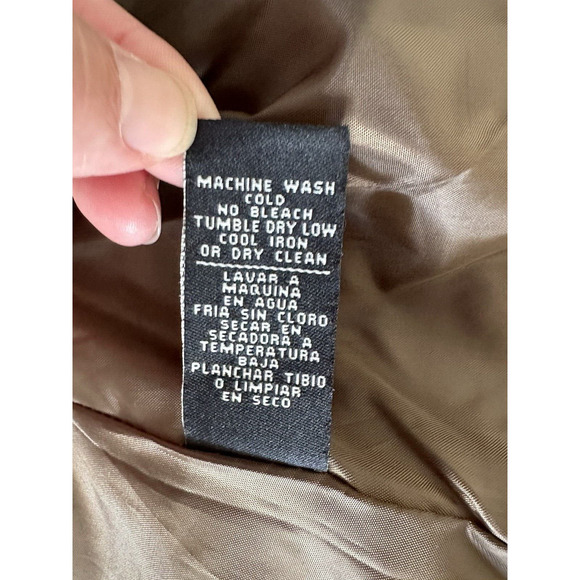 MACHINE WASH
COLD
NO BLEACH
TUMBLE DRY LOW
COOL IRON
OR DRY CLEAN
LAVAR A
MAQUINA
EN AGUA
FRIA SIN CLORO
SECAR EN
SECADORA A
TEMPERATURA
BAJA
PLANCHAR TIBIO
O LIMPIAR
EN SECO